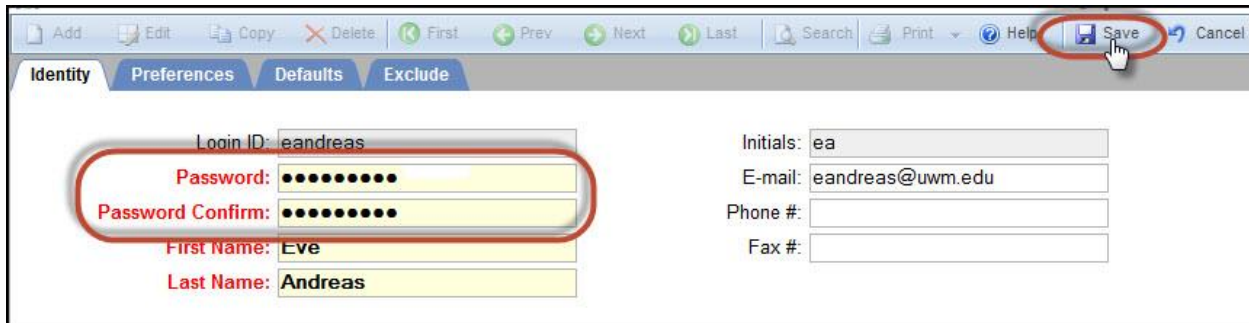 Add Edit Copy Delete First Prev Next Last Search Print Help Save Cancel
Identity Preferences Defaults Exclude
Login ID: eandreas
Password: ●●●●●●●●●
Password Confirm: ●●●●●●●●●
First Name: Eve
Last Name: Andreas
Initials: ea
E-mail: eandreas@uwm.edu
Phone #:
Fax #: